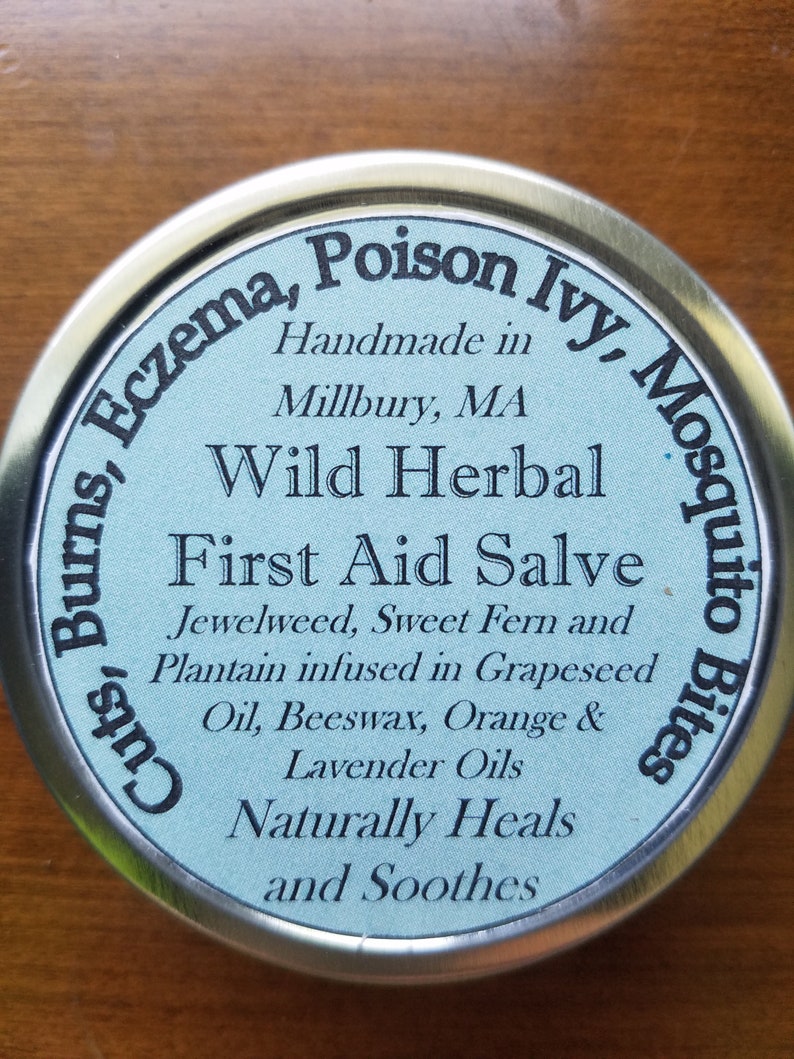 Cuts, Burns, Eczema, Poison Ivy, Mosquito Bites
Handmade in
Millbury, MA
Wild Herbal
First Aid Salve
Jewelweed, Sweet Fern and
Plantain infused in Grapeseed
Oil, Beeswax, Orange &
Lavender Oils
Naturally Heals
and Soothes